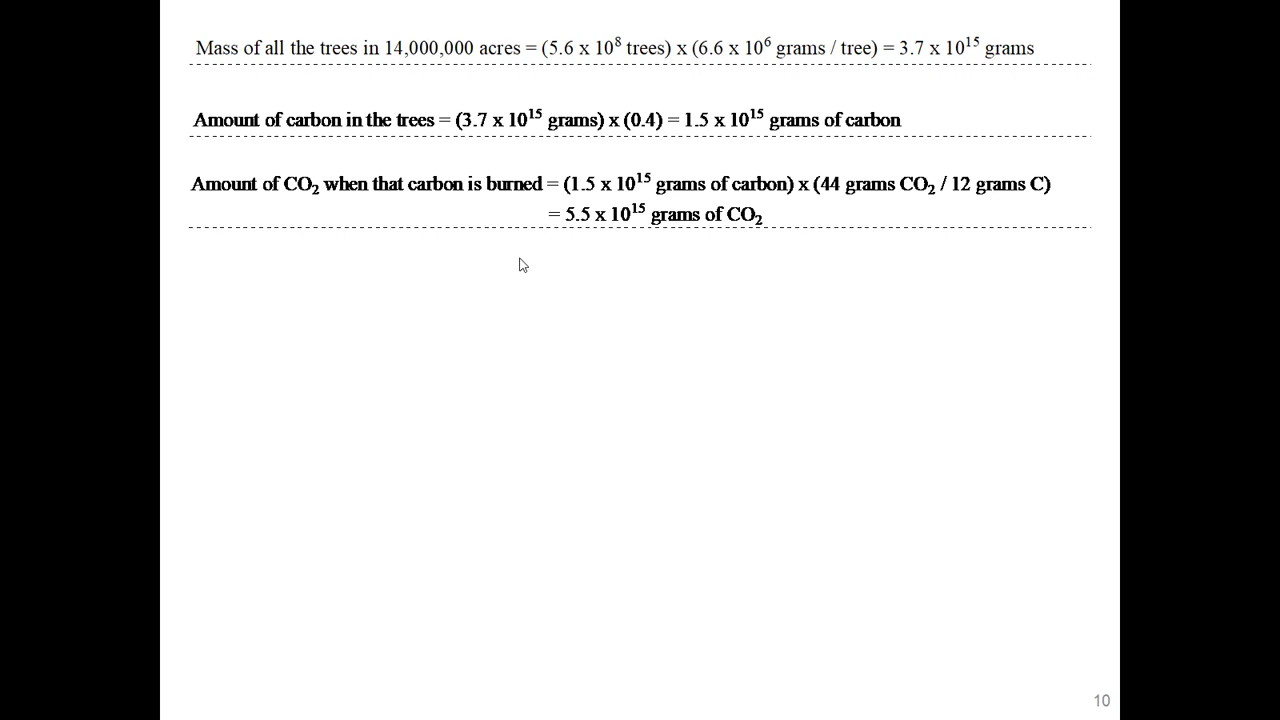 Mass of all the trees in 14,000,000 acres = (5.6 x 10⁸ trees) x (6.6 x 10⁶ grams / tree) = 3.7 x 10¹⁵ grams
Amount of carbon in the trees = (3.7 x 10¹⁵ grams) x (0.4) = 1.5 x 10¹⁵ grams of carbon
Amount of CO₂ when that carbon is burned = (1.5 x 10¹⁵ grams of carbon) x (44 grams CO₂ / 12 grams C)
= 5.5 x 10¹⁵ grams of CO₂
10